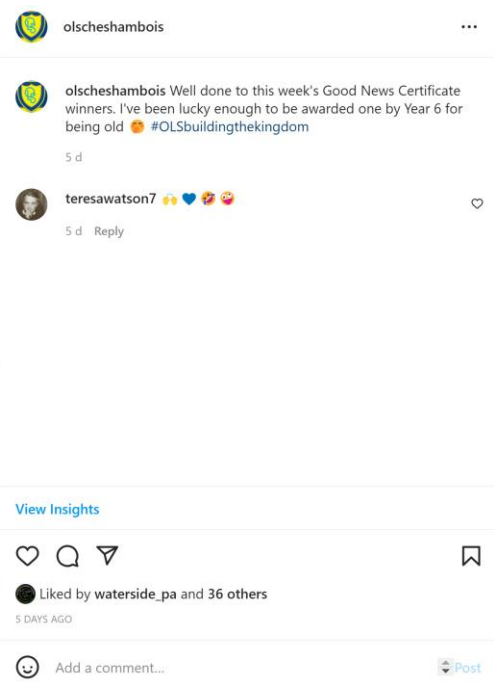 olscheshambois
olscheshambois Well done to this week's Good News Certificate
winners. I've been lucky enough to be awarded one by Year 6 for
being old 🤭 #OLSbuildingthekingdom
5 d
teresawatson7 🙌 💙 🤣 🤪
5 d Reply
View Insights
Liked by waterside_pa and 36 others
5 DAYS AGO
Add a comment... Post